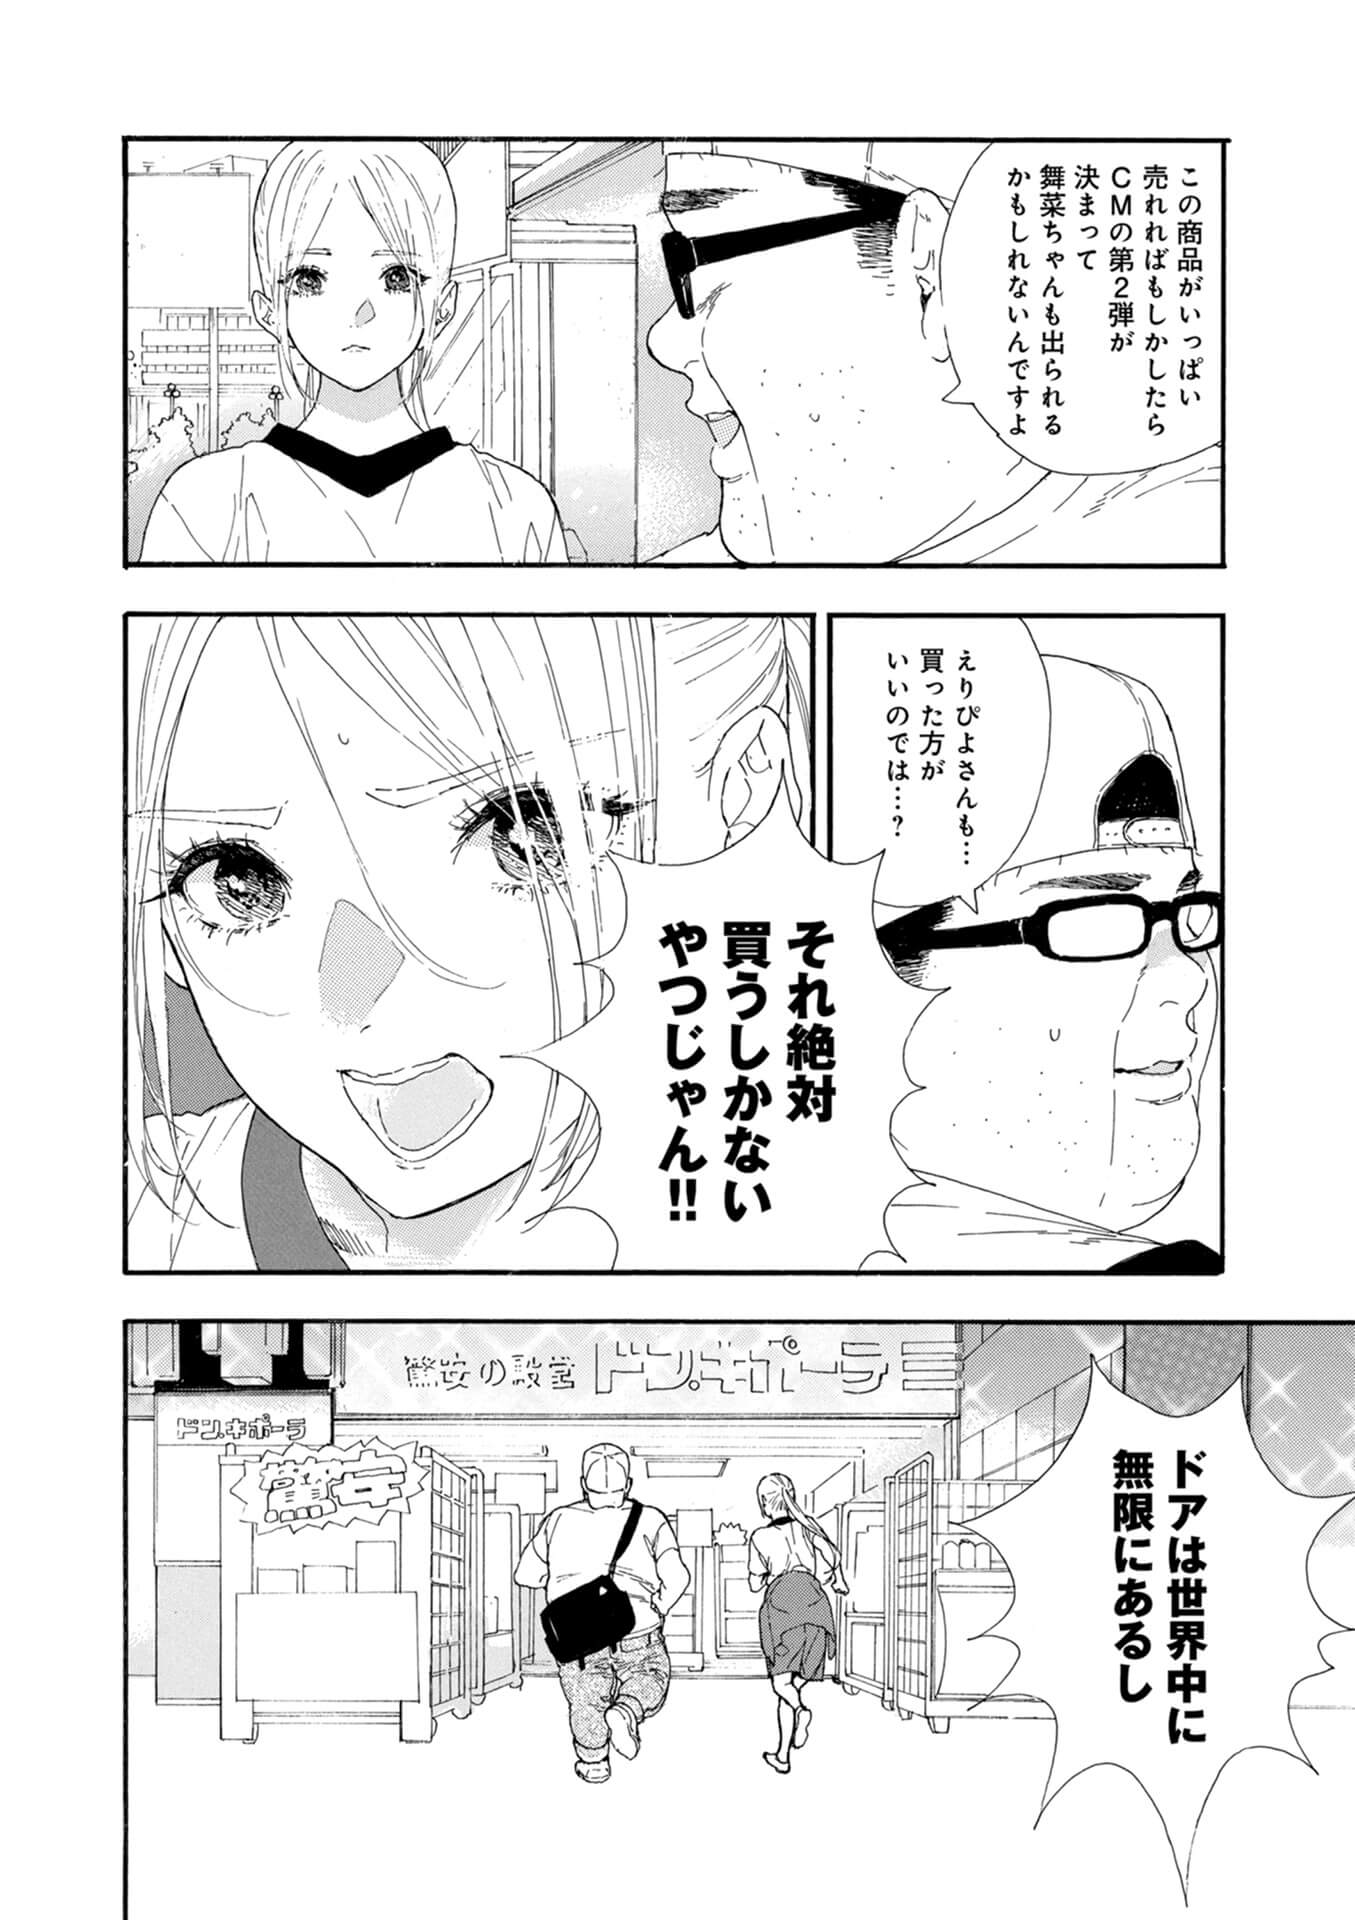 この商品がいっぱい
売れればもしかしたら
CMの第2弾が
決まって
舞菜ちゃんも出られる
かもしれないんですよ
えりぴよさんも…
買った方が
いいのでは…?
それ絶対
買うしかない
やつじゃん!!
ドアは世界中に
無限にあるし
驚安の殿堂 ドン.キポーテ
ドン.キポーラ
驚安